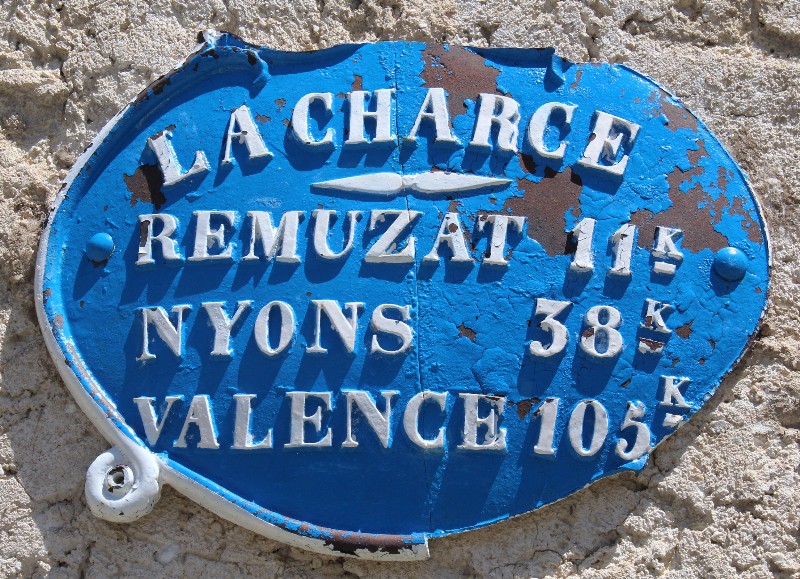 LA CHARCE
REMUZAT 11K
NYONS 38K
VALENCE 105K